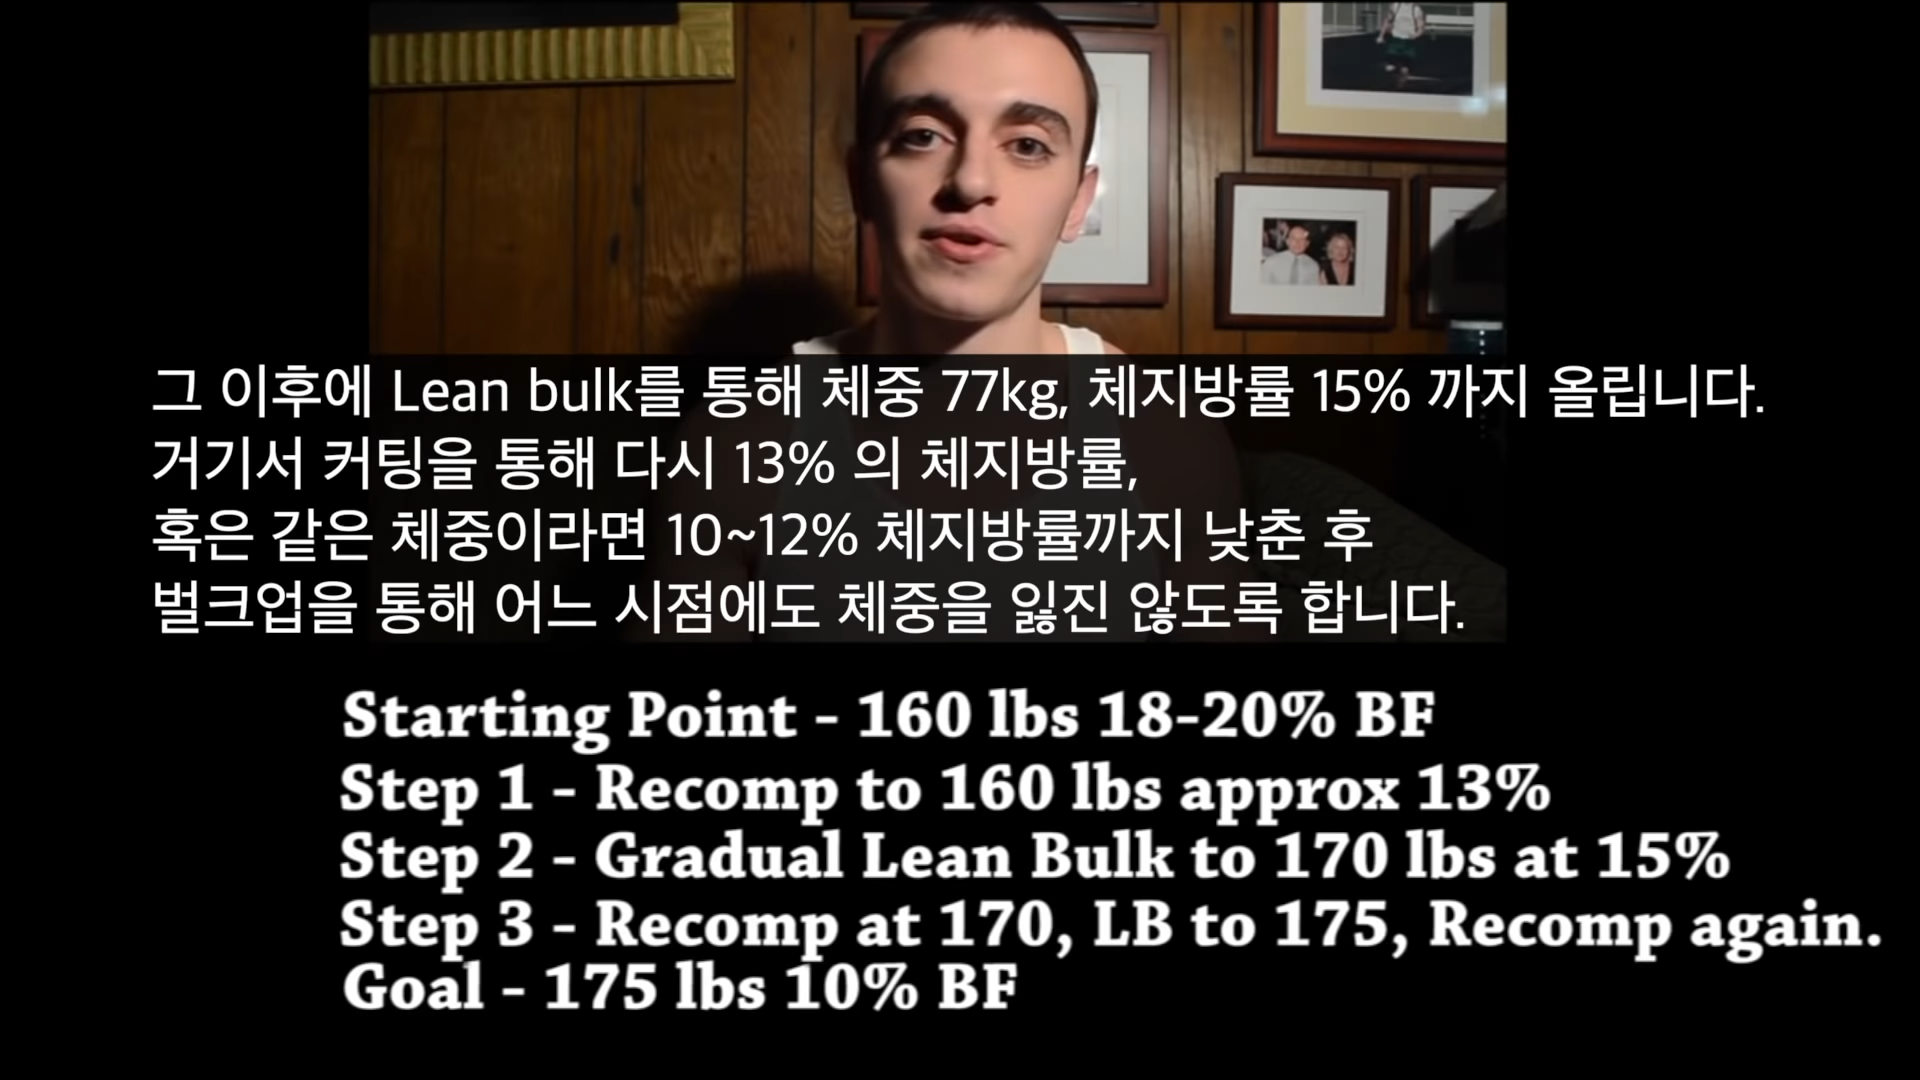 그 이후에 Lean bulk를 통해 체중 77kg, 체지방률 15% 까지 올립니다.
거기서 커팅을 통해 다시 13% 의 체지방률,
혹은 같은 체중이라면 10~12% 체지방률까지 낮춘 후
벌크업을 통해 어느 시점에도 체중을 잃진 않도록 합니다.
Starting Point - 160 lbs 18-20% BF
Step 1 - Recomp to 160 lbs approx 13%
Step 2 - Gradual Lean Bulk to 170 lbs at 15%
Step 3 - Recomp at 170, LB to 175, Recomp again.
Goal - 175 lbs 10% BF